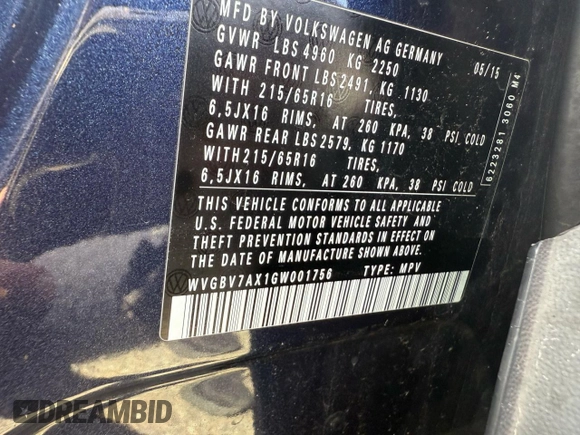 MFD BY VOLKSWAGEN AG GERMANY
GVWR LBS 4960 KG 2250 05/15
GAWR FRONT LBS 2491, KG 1130
WITH 215/65R16 TIRES,
6,5JX16 RIMS, AT 260 KPA, 38 PSI COLD
GAWR REAR LBS 2579, KG 1170
WITH 215/65R16 TIRES,
6,5JX16 RIMS, AT 260 KPA, 38 PSI COLD
THIS VEHICLE CONFORMS TO ALL APPLICABLE
U.S. FEDERAL MOTOR VEHICLE SAFETY AND
THEFT PREVENTION STANDARDS IN EFFECT ON
THE DATE OF MANUFACTURE SHOWN ABOVE
WVGBV7AX1GW001756 TYPE: MPV
6223281 3060 M4
DREAMBID